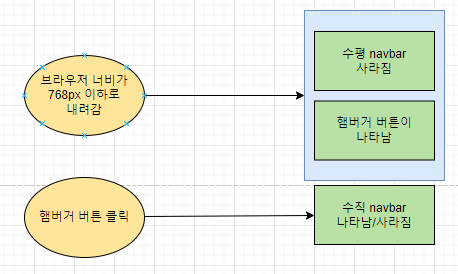 브라우저 너비가
768px 이하로
내려감
수평 navbar
사라짐
햄버거 버튼이
나타남
햄버거 버튼 클릭
수직 navbar
나타남/사라짐